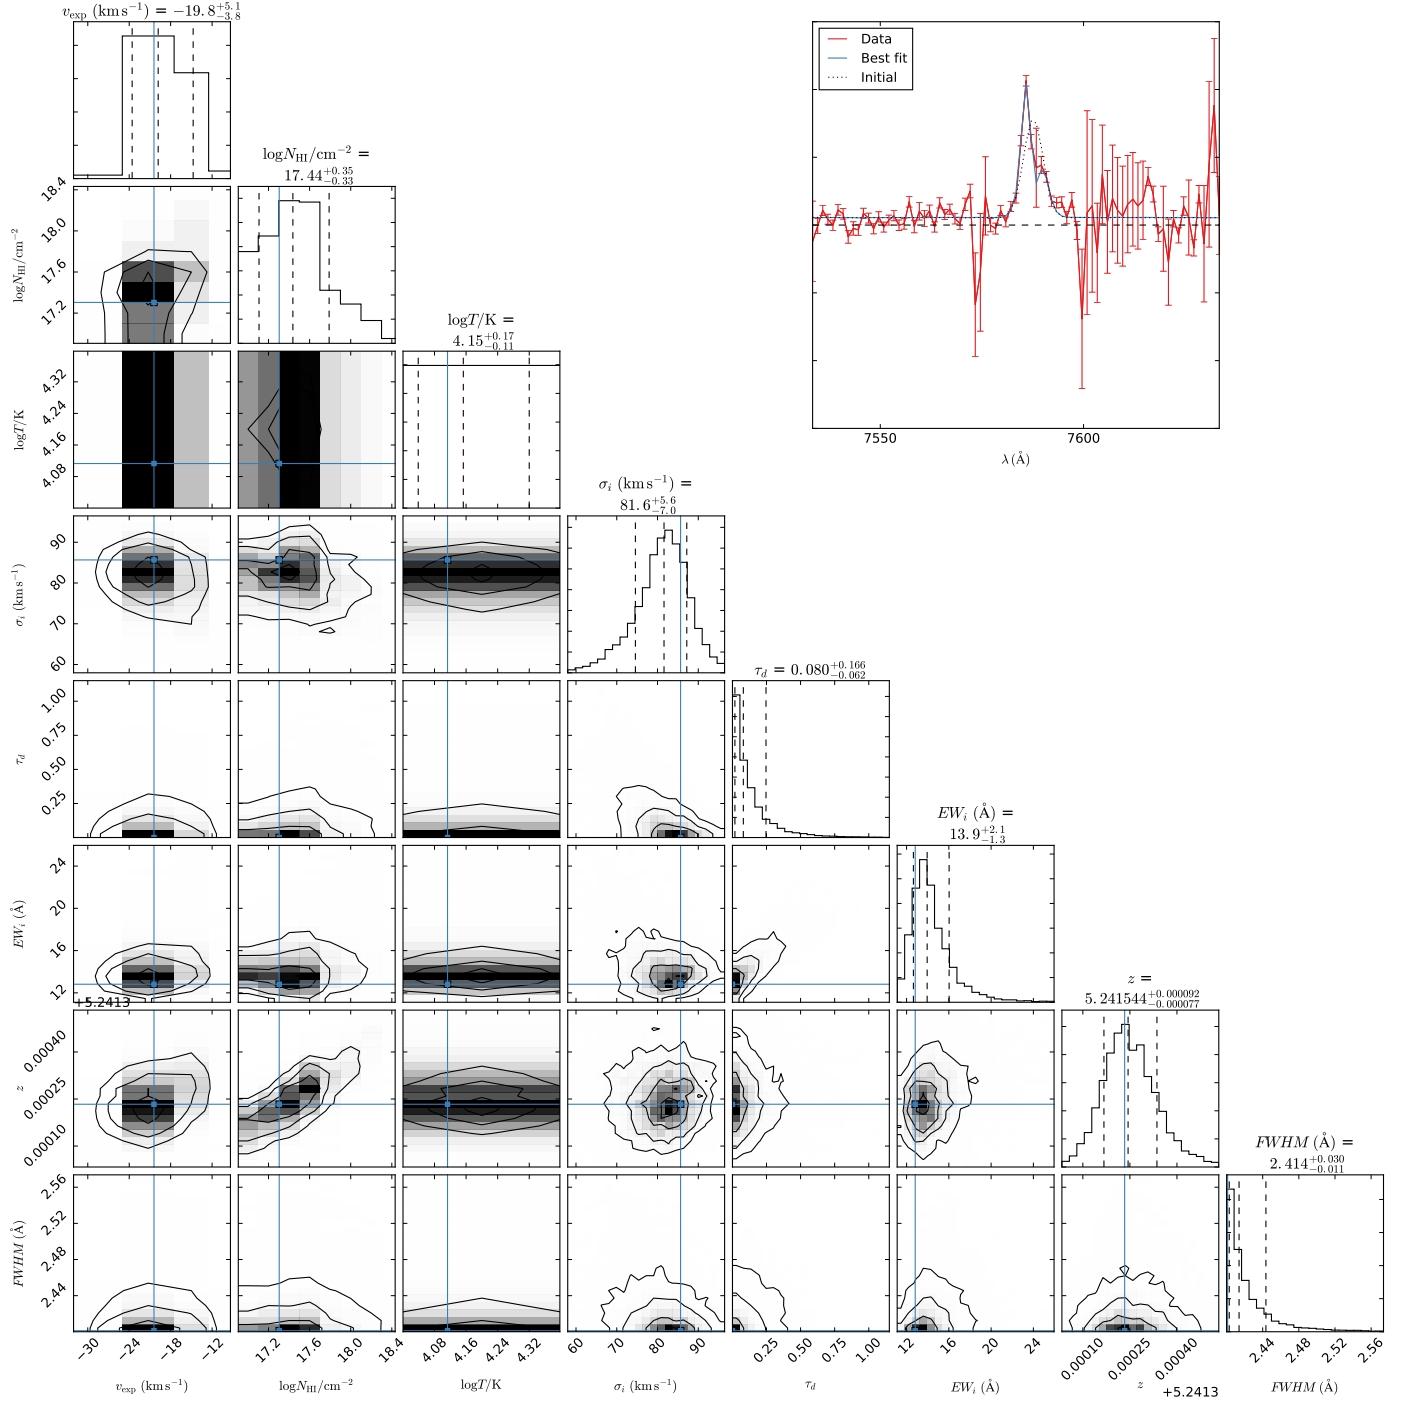 v_exp (km s⁻¹) = −19.8 +5.1 −3.8
Data
Best fit
Initial
7550 7600
λ (Å)
log N_HI/cm⁻² =
17.44 +0.35 −0.33
18.4
18.0
17.6
17.2
log N_HI/cm⁻²
log T/K =
4.15 +0.17 −0.11
4.32
4.24
4.16
4.08
log T/K
σ_i (km s⁻¹) =
81.6 +5.6 −7.0
90
80
70
60
σ_i (km s⁻¹)
τ_d = 0.080 +0.166 −0.062
1.00
0.75
0.50
0.25
τ_d
EW_i (Å) =
13.9 +2.1 −1.3
24
20
16
12
EW_i (Å)
+5.2413
z =
5.241544 +0.000092 −0.000077
0.00040
0.00025
0.00010
z
FWHM (Å) =
2.414 +0.030 −0.011
2.56
2.52
2.48
2.44
FWHM (Å)
−30 −24 −18 −12 17.2 17.6 18.0 18.4 4.08 4.16 4.24 4.32 60 70 80 90 0.25 0.50 0.75 1.00 12 16 20 24 0.00010 0.00025 0.00040 2.44 2.48 2.52 2.56
v_exp (km s⁻¹) log N_HI/cm⁻² log T/K σ_i (km s⁻¹) τ_d EW_i (Å) z FWHM (Å)
+5.2413